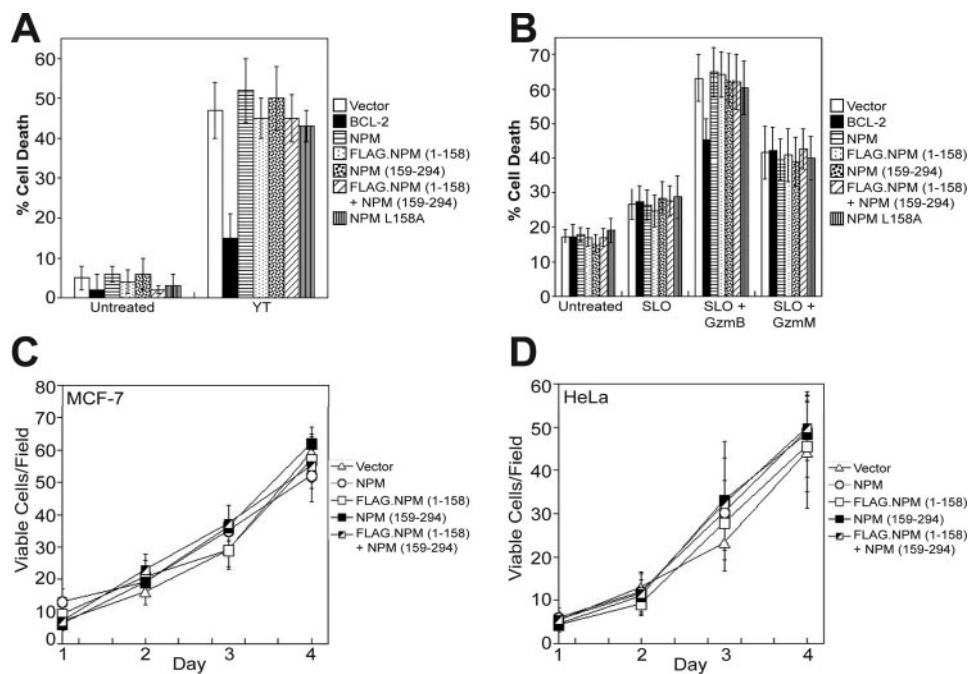 A
% Cell Death
60
50
40
30
20
10
0
Untreated
YT
Vector
BCL-2
NPM
FLAG.NPM (1-158)
NPM (159-294)
FLAG.NPM (1-158)
+ NPM (159-294)
NPM L158A
B
% Cell Death
70
60
50
40
30
20
10
0
Untreated
SLO
SLO +
GzmB
SLO +
GzmM
Vector
BCL-2
NPM
FLAG.NPM (1-158)
NPM (159-294)
FLAG.NPM (1-158)
+ NPM (159-294)
NPM L158A
C
MCF-7
Viable Cells/Field
80
70
60
50
40
30
20
10
0
1
2
3
4
Day
Vector
NPM
FLAG.NPM (1-158)
NPM (159-294)
FLAG.NPM (1-158)
+ NPM (159-294)
D
HeLa
Viable Cells/Field
60
50
40
30
20
10
0
1
2
3
4
Day
Vector
NPM
FLAG.NPM (1-158)
NPM (159-294)
FLAG.NPM (1-158)
+ NPM (159-294)